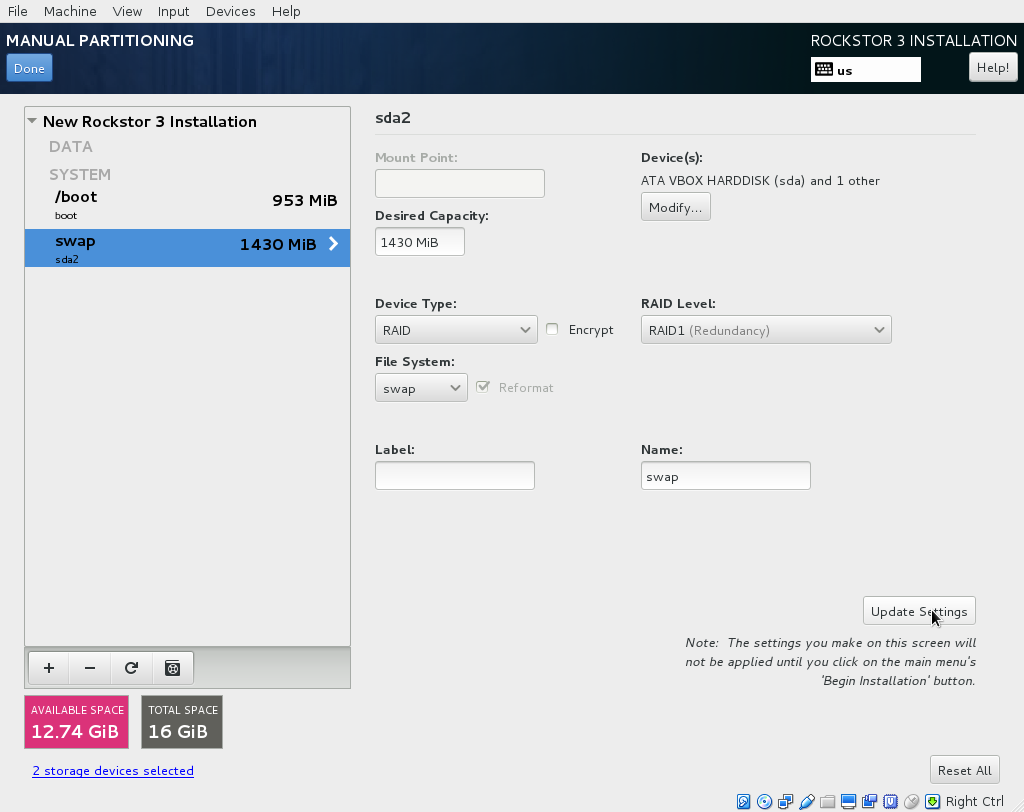 File Machine View Input Devices Help
MANUAL PARTITIONING
ROCKSTOR 3 INSTALLATION
Done
us
Help!
New Rockstor 3 Installation
DATA
SYSTEM
/boot
953 MiB
boot
swap
1430 MiB
sda2
sda2
Mount Point:
Device(s):
ATA VBOX HARDDISK (sda) and 1 other
Modify...
Desired Capacity:
1430 MiB
Device Type:
RAID Level:
RAID
Encrypt
RAID1 (Redundancy)
File System:
swap
Reformat
Label:
Name:
swap
Update Settings
Note: The settings you make on this screen will
not be applied until you click on the main menu's
'Begin Installation' button.
AVAILABLE SPACE
12.74 GiB
TOTAL SPACE
16 GiB
2 storage devices selected
Reset All
Right Ctrl